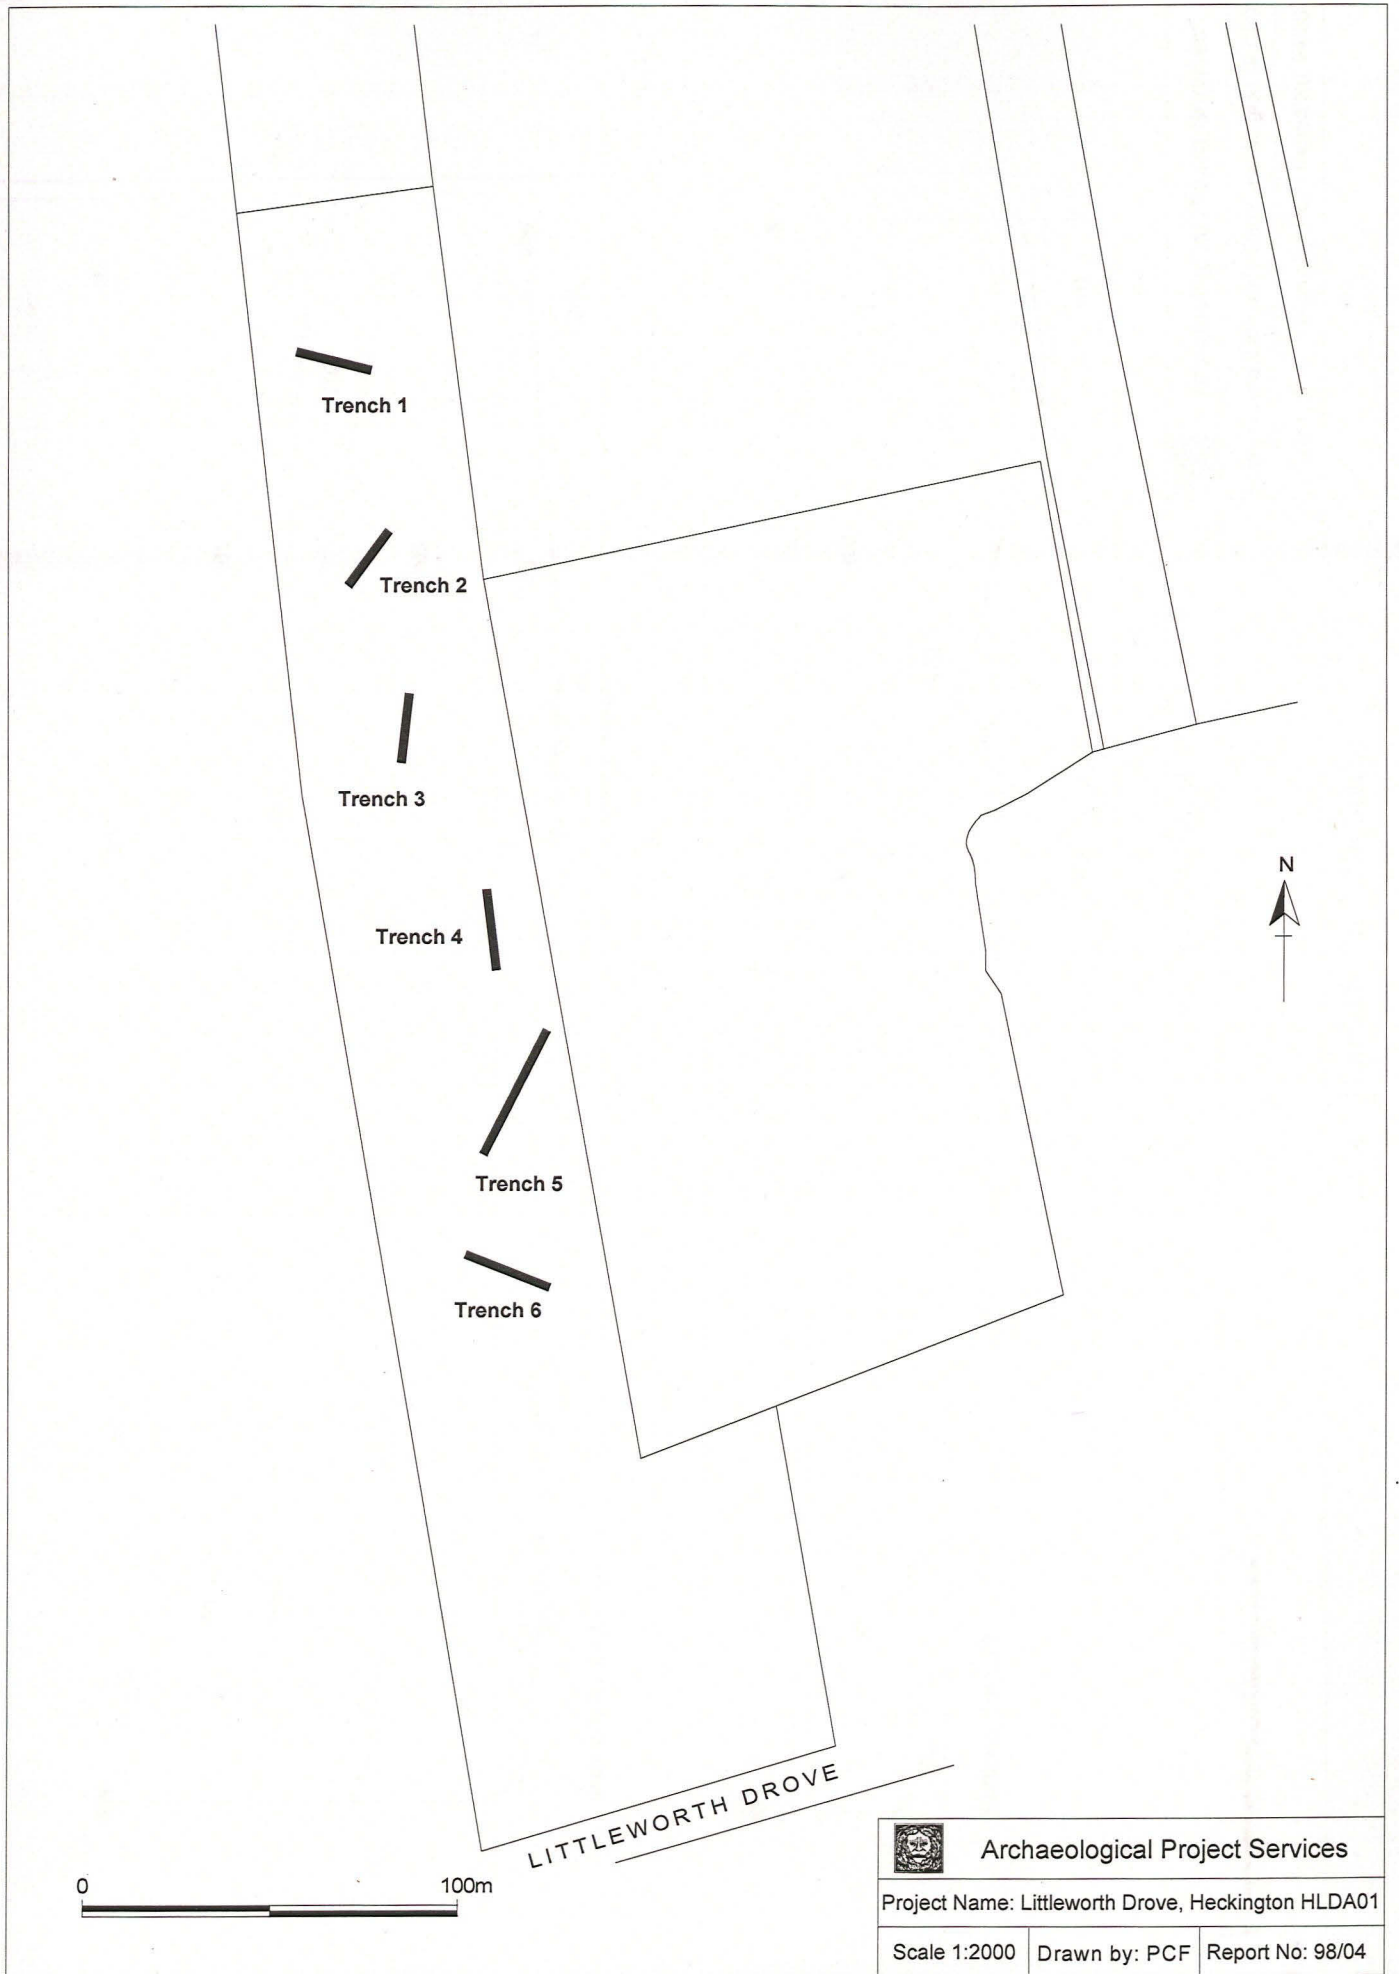 Trench 1
Trench 2
Trench 3
N
Trench 4
Trench 5
Trench 6
LITTLEWORTH DROVE
0 100m
Archaeological Project Services
Project Name: Littleworth Drove, Heckington HLDA01
Scale 1:2000 Drawn by: PCF Report No: 98/04